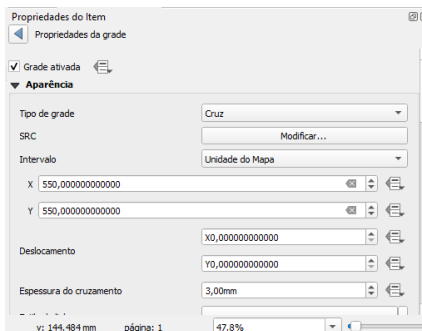 Propriedades do Item
Propriedades da grade
Grade ativada
Aparência
Tipo de grade Cruz
SRC Modificar...
Intervalo Unidade do Mapa
X 550,000000000000
Y 550,000000000000
Deslocamento
X0,000000000000
Y0,000000000000
Espessura do cruzamento 3,00mm
y: 144.484 mm página: 1 47.8%